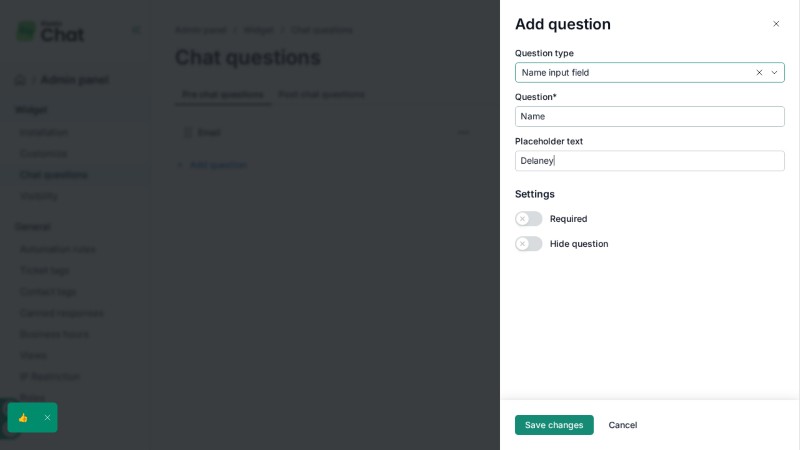 Chat
Admin panel / Widget / Chat questions
Chat questions
/ Admin panel
Pre chat questions
Post chat questions
Widget
Installation
Customize
Chat questions
Visibility
Email
Add question
General
Automation rules
Ticket tags
Contact tags
Canned responses
Business hours
Views
IP Restriction
Add question
Question type
Name input field
Question*
Name
Placeholder text
Delaney
Settings
Required
Hide question
Save changes
Cancel